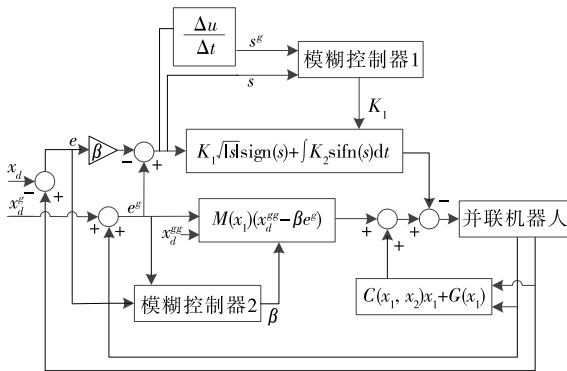 Δu
Δt
s^g
s
模糊控制器1
K_1
e
β
− +
K_1√|s|sign(s)+∫K_2sifn(s)dt
x_d
− +
−
x_d^g
e^g
+ +
M(x_1)(x_d^{gg}−βe^g)
x_d^{gg}
+ +
+
并联机器人
模糊控制器2
β
C(x_1, x_2)x_1+G(x_1)